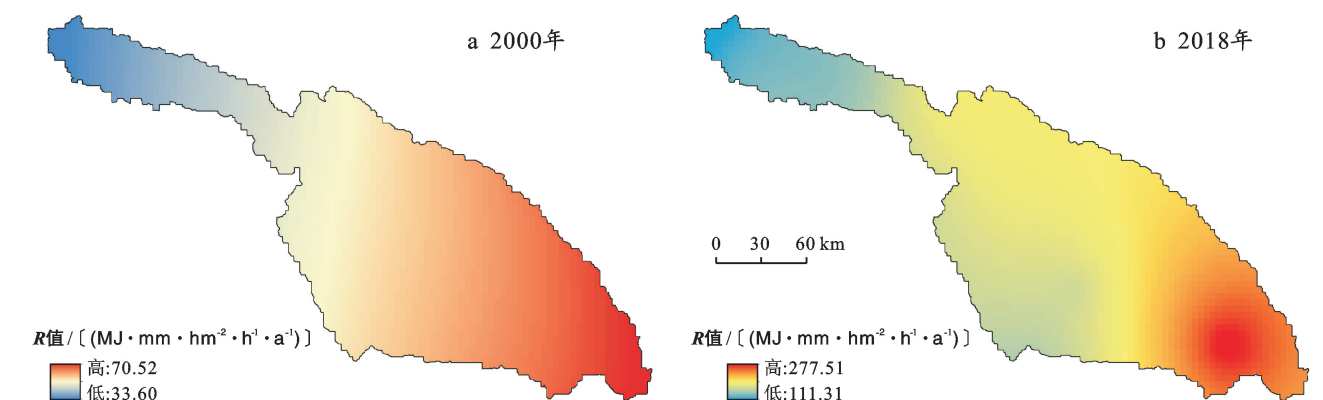 a 2000年
b 2018年
0 30 60 km
R值/〔(MJ·mm·hm⁻²·h⁻¹·a⁻¹)〕
高:70.52
低:33.60
R值/〔(MJ·mm·hm⁻²·h⁻¹·a⁻¹)〕
高:277.51
低:111.31